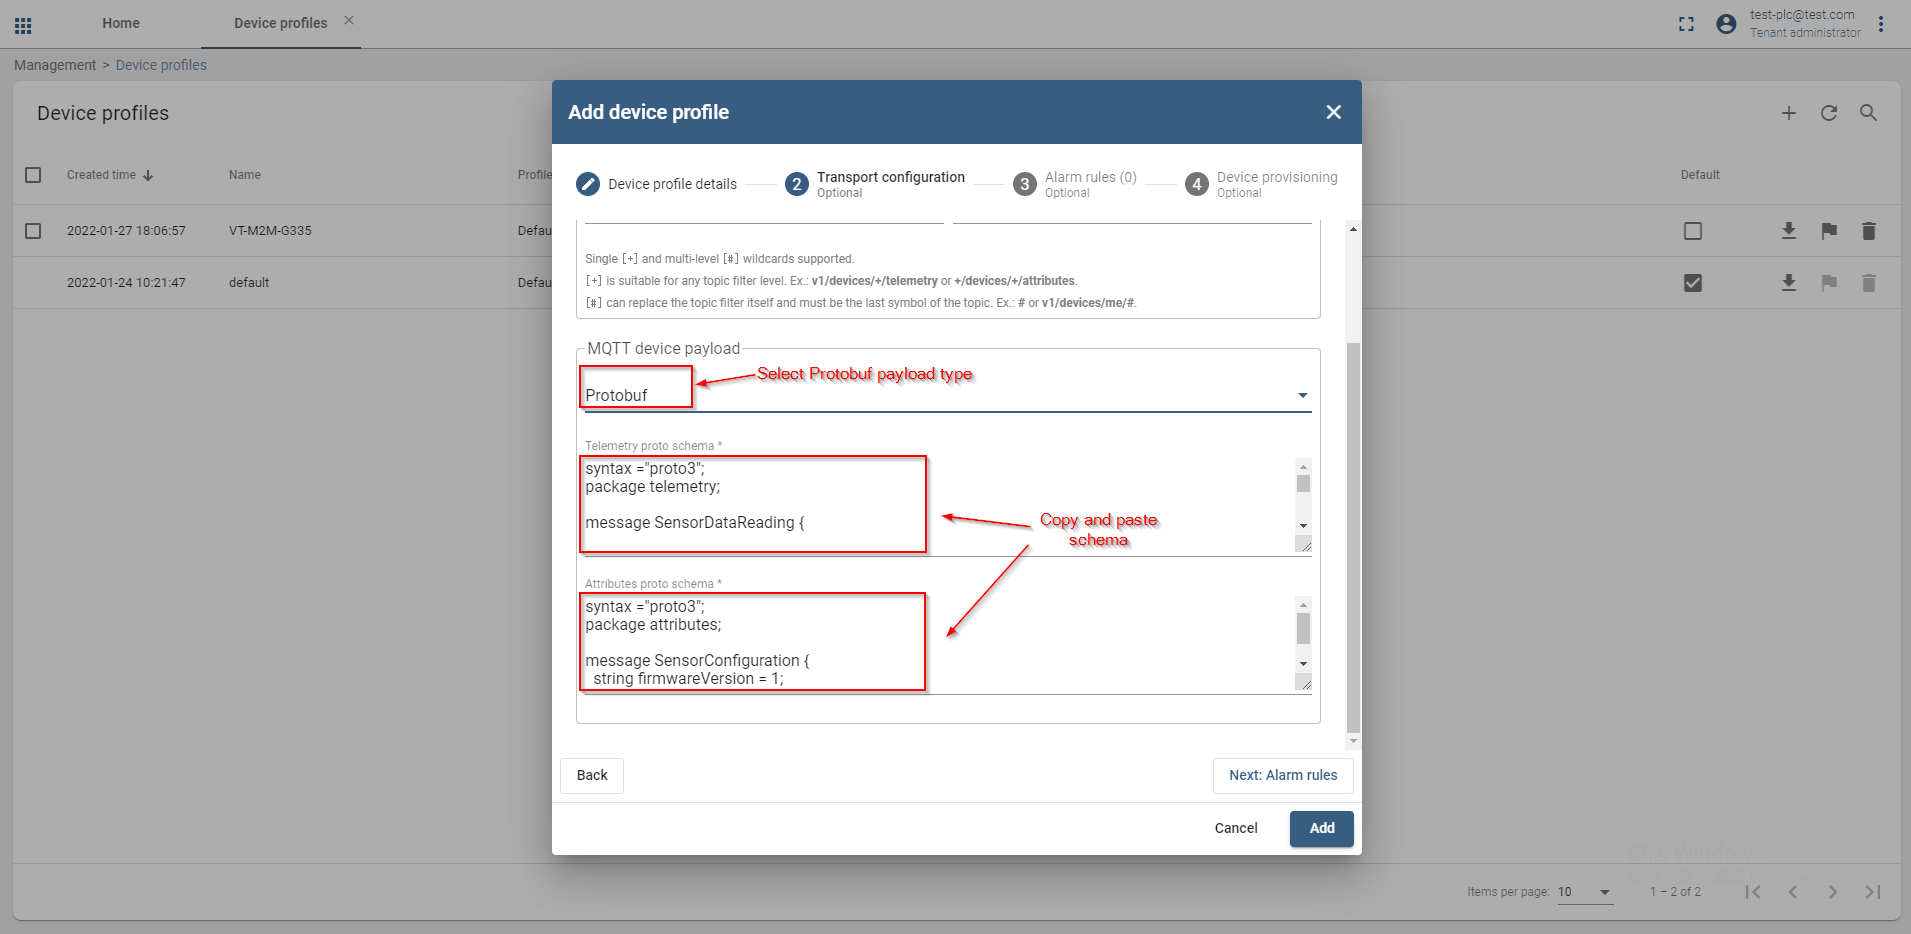 Home
Device profiles
test-plc@test.com
Tenant administrator
Management > Device profiles
Device profiles
Created time
Name
Profile
Default
2022-01-27 18:06:57
VT-M2M-G335
Defau
2022-01-24 10:21:47
default
Defau
Add device profile
Device profile details
2
Transport configuration
Optional
3
Alarm rules (0)
Optional
4
Device provisioning
Optional
Single [+] and multi-level [#] wildcards supported.
[+] is suitable for any topic filter level. Ex.: v1/devices/+/telemetry or +/devices/+/attributes.
[#] can replace the topic filter itself and must be the last symbol of the topic. Ex.: # or v1/devices/me/#.
MQTT device payload
Select Protobuf payload type
Protobuf
Telemetry proto schema *
syntax ="proto3";
package telemetry;
message SensorDataReading {
Copy and paste
schema
Attributes proto schema *
syntax ="proto3";
package attributes;
message SensorConfiguration {
string firmwareVersion = 1;
Back
Next: Alarm rules
Cancel
Add
Windows
Items per page: 10
1 – 2 of 2